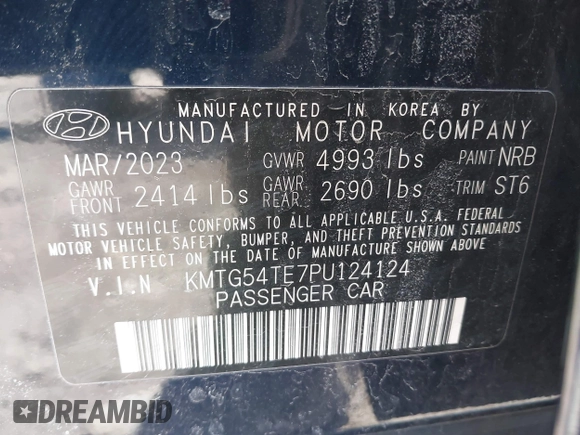 MANUFACTURED IN KOREA BY
HYUNDAI MOTOR COMPANY
MAR/2023 GVWR 4993 lbs PAINT NRB
GAWR FRONT 2414 lbs GAWR REAR. 2690 lbs TRIM ST6
THIS VEHICLE CONFORMS TO ALL APPLICABLE U.S.A. FEDERAL
MOTOR VEHICLE SAFETY, BUMPER, AND THEFT PREVENTION STANDARDS
IN EFFECT ON THE DATE OF MANUFACTURE SHOWN ABOVE.
V.I.N KMTG54TE7PU124124
PASSENGER CAR
DREAMBID